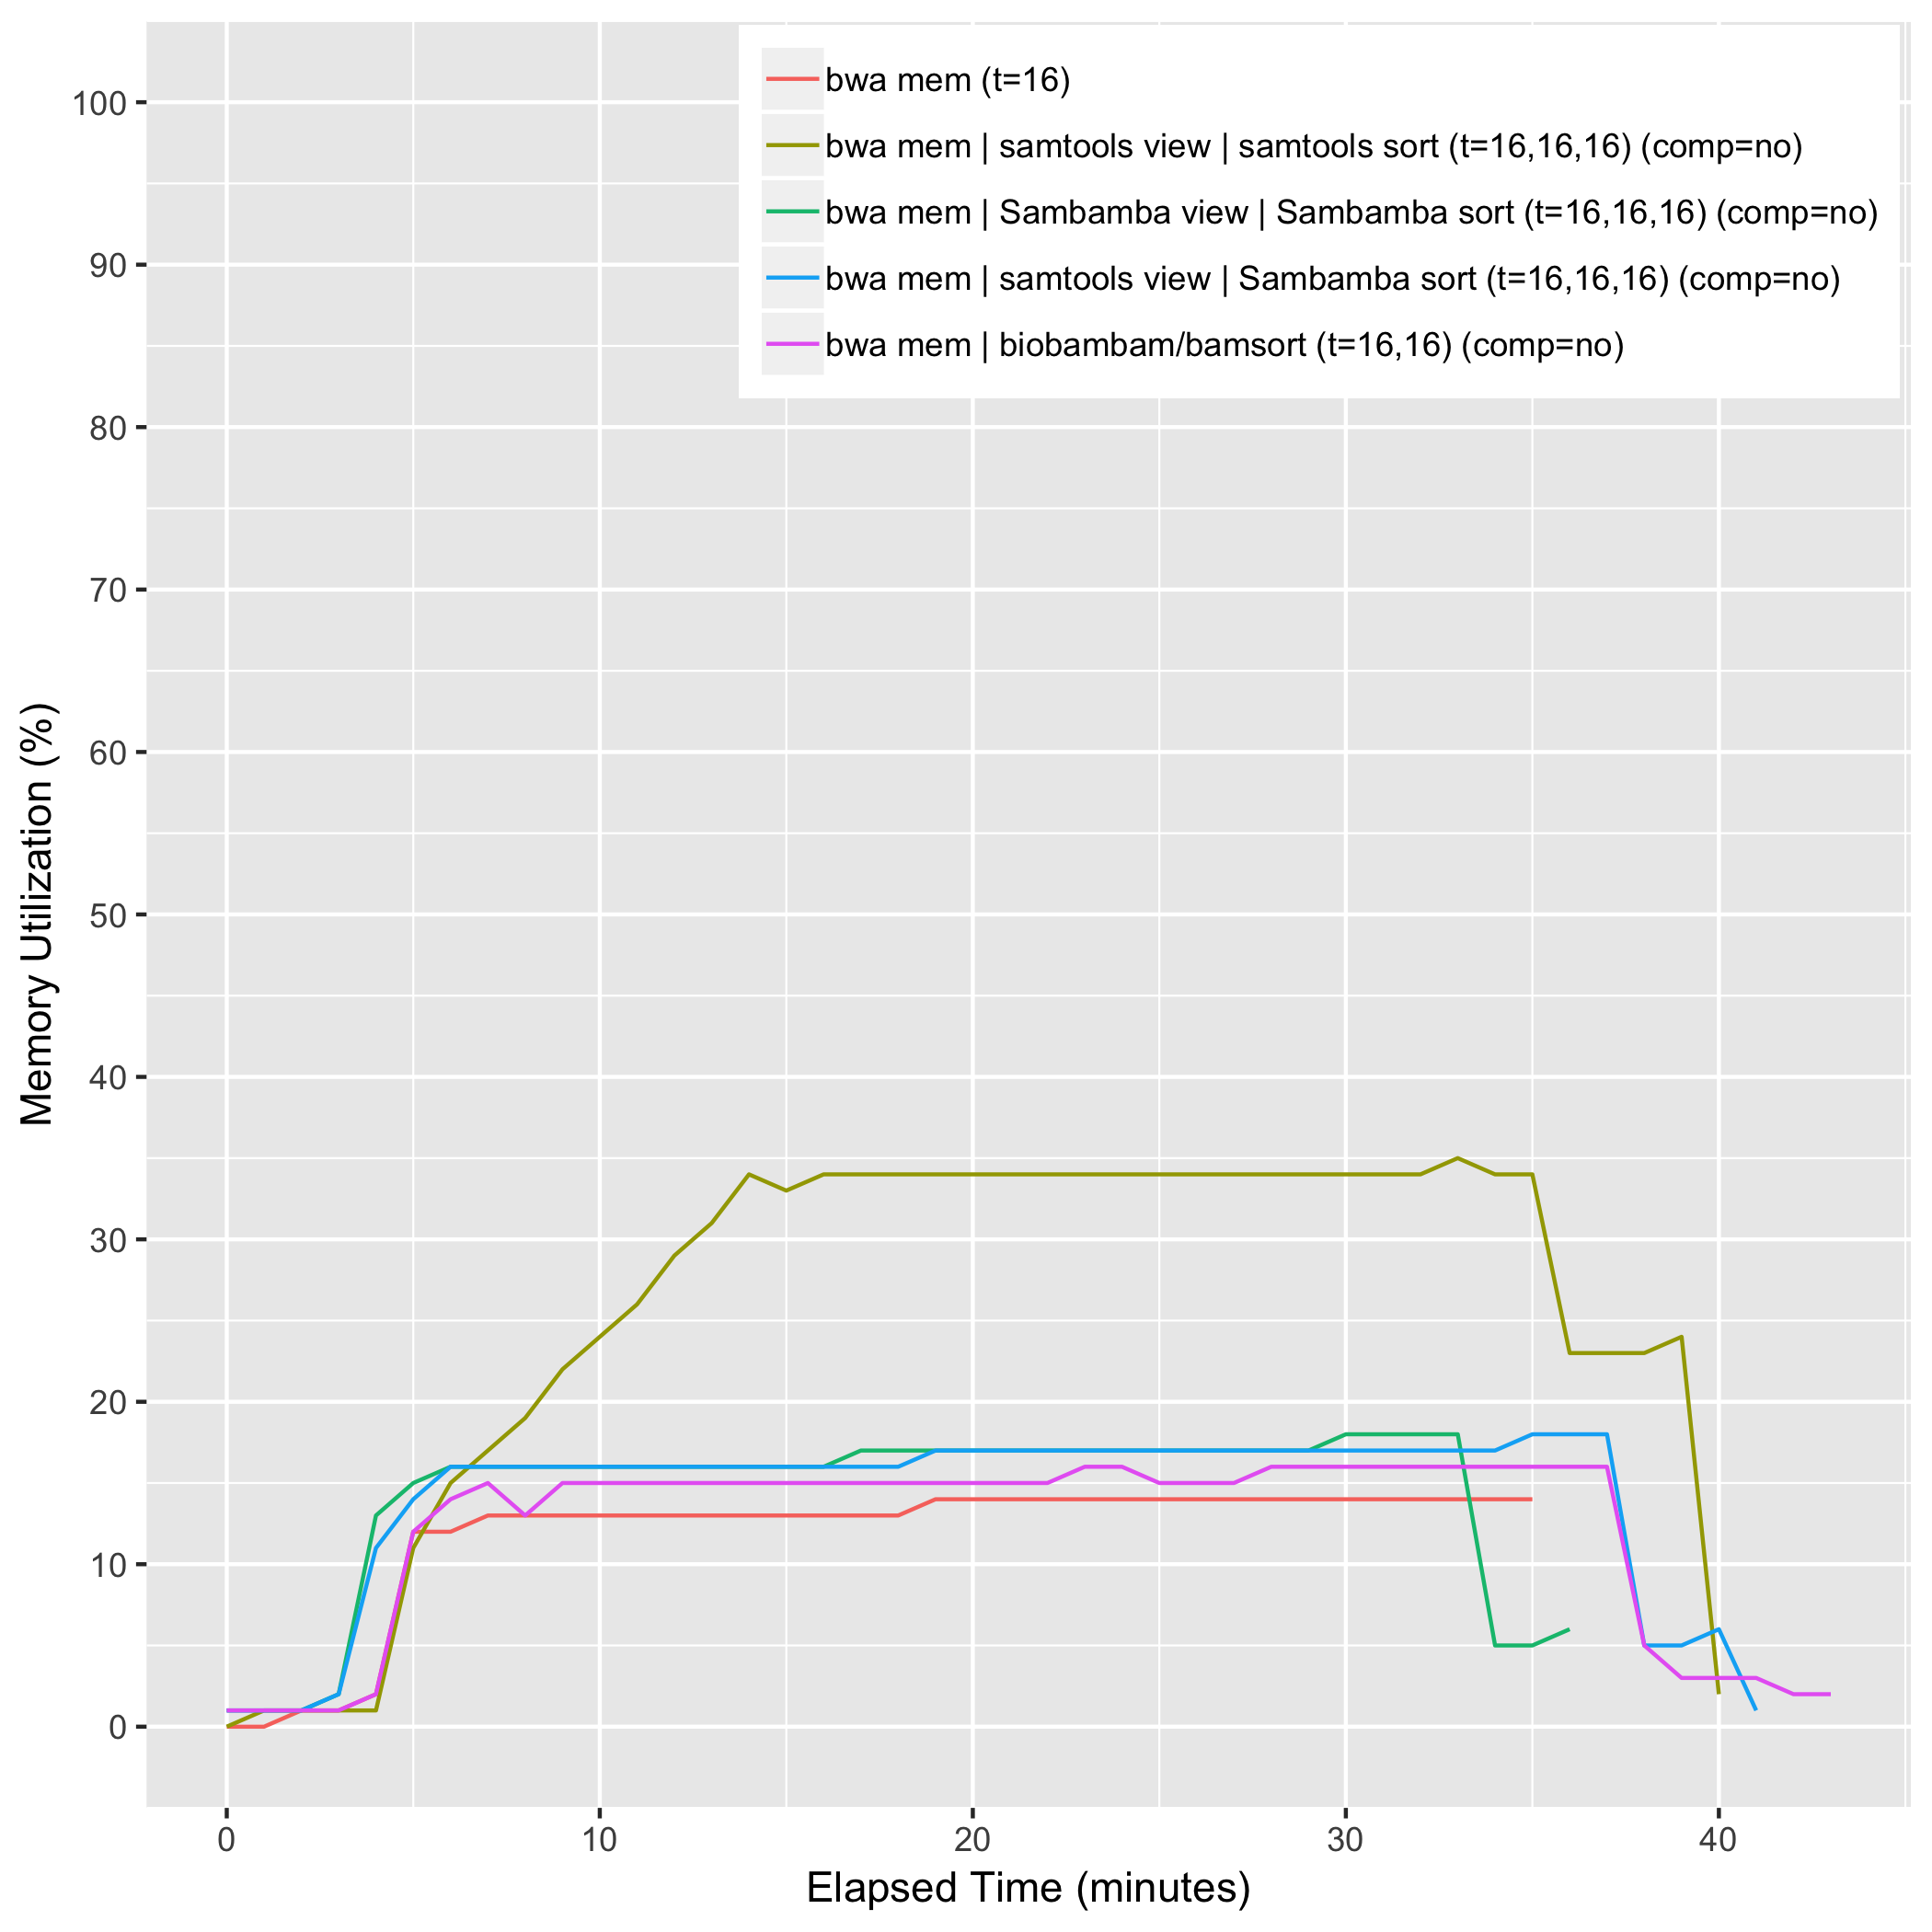 bwa mem (t=16)
bwa mem | samtools view | samtools sort (t=16,16,16) (comp=no)
bwa mem | Sambamba view | Sambamba sort (t=16,16,16) (comp=no)
bwa mem | samtools view | Sambamba sort (t=16,16,16) (comp=no)
bwa mem | biobambam/bamsort (t=16,16) (comp=no)
100
90
80
70
60
50
40
30
20
10
0
Memory Utilization (%)
0 10 20 30 40
Elapsed Time (minutes)